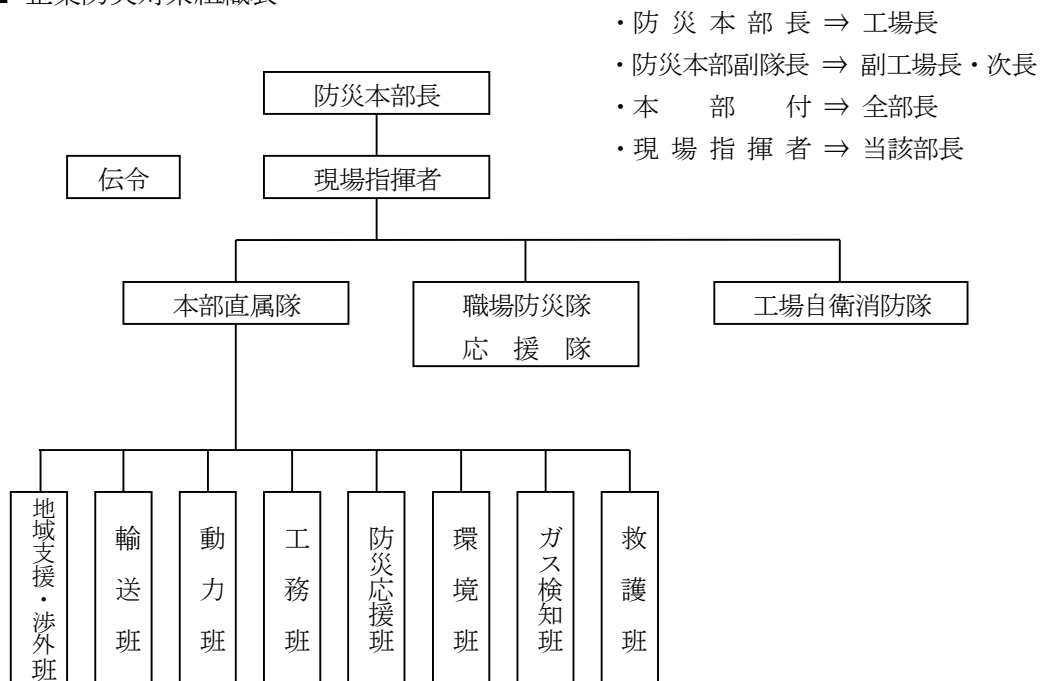 ・防 災 本 部 長 ⇒ 工場長
・防災本部副隊長 ⇒ 副工場長・次長
・本 部 付 ⇒ 全部長
・現 場 指 揮 者 ⇒ 当該部長
防災本部長
伝令
現場指揮者
本部直属隊
職場防災隊
応 援 隊
工場自衛消防隊
地域支援・渉外班
輸送班
動力班
工務班
防災応援班
環境班
ガス検知班
救護班